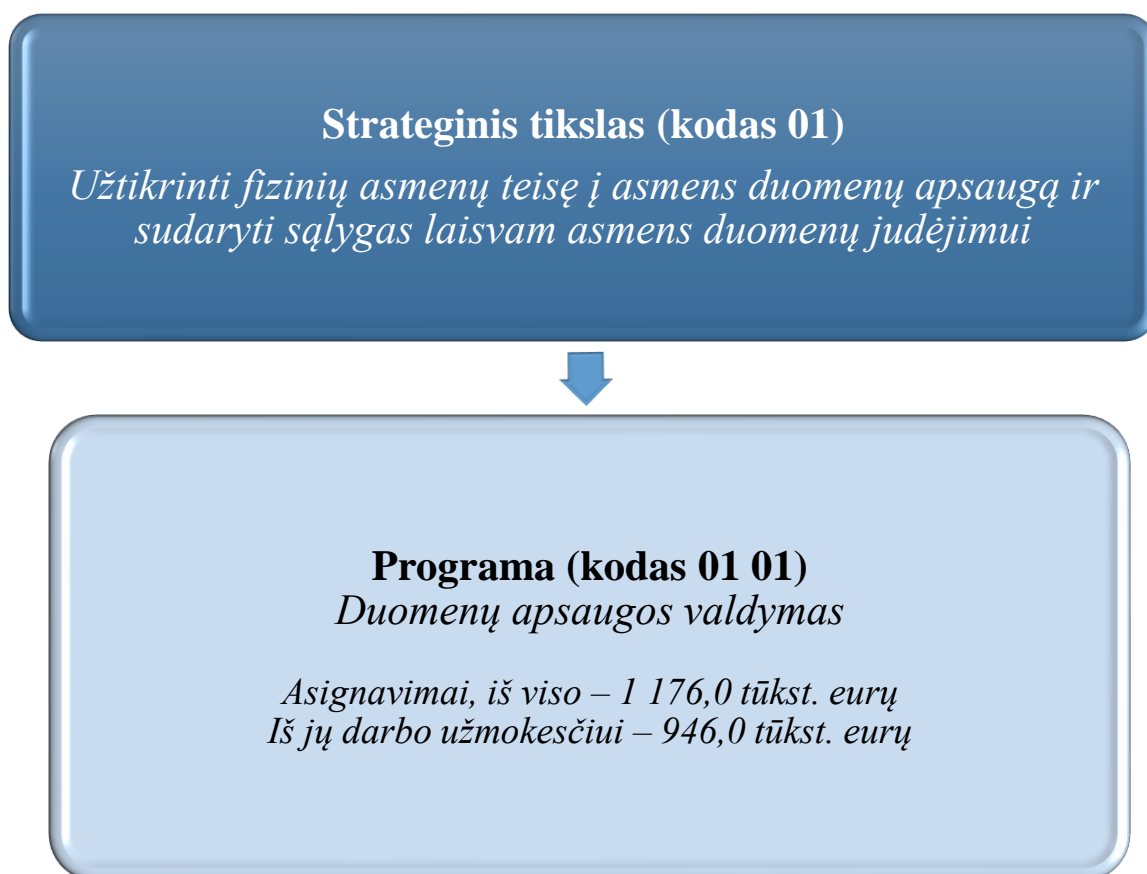 Strateginis tikslas (kodas 01)
Užtikrinti fizinių asmenų teisę į asmens duomenų apsaugą ir
sudaryti sąlygas laisvam asmens duomenų judėjimui
Programa (kodas 01 01)
Duomenų apsaugos valdymas
Asignavimai, iš viso – 1 176,0 tūkst. eurų
Iš jų darbo užmokesčiui – 946,0 tūkst. eurų